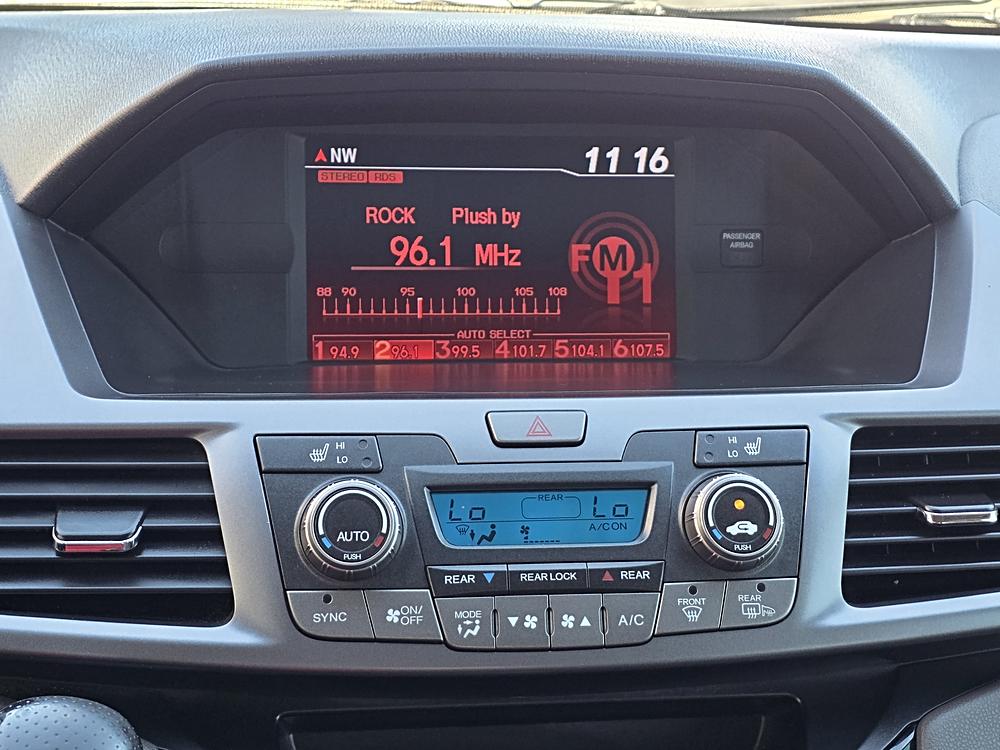 NW 11 16
STEREO RDS
ROCK Plush by
96.1 MHz
FM1
88 90 95 100 105 108
AUTO SELECT
1 94.9 2 96.1 3 99.5 4 101.7 5 104.1 6 107.5
PASSENGER
AIRBAG
HI
LO
HI
LO
REAR
Lo Lo
A/C ON
AUTO
PUSH
PUSH
REAR ▼ REAR LOCK ▲ REAR
SYNC
ON/
OFF
MODE
▼ ▲
A/C
FRONT
REAR